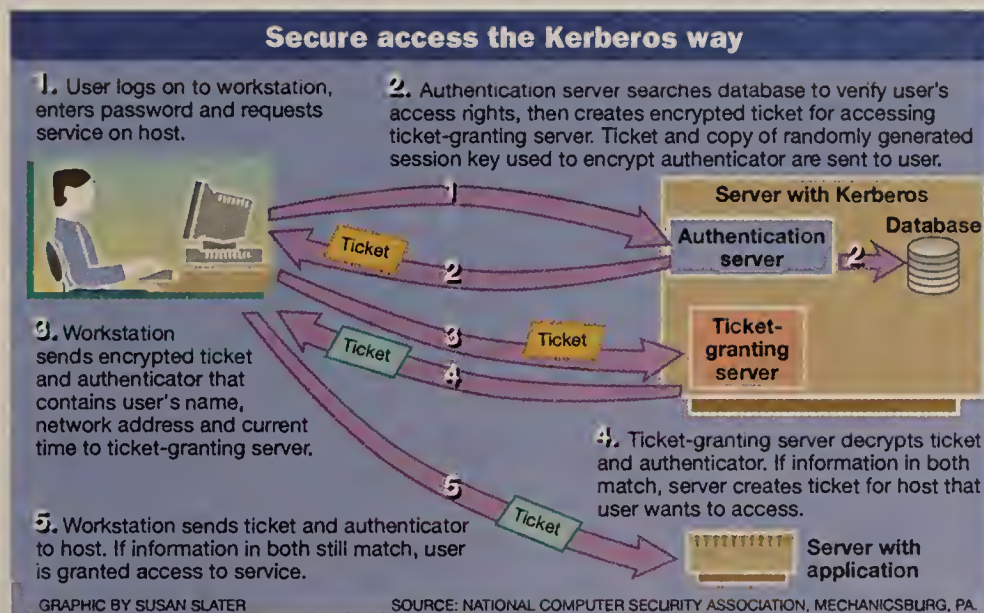 Secure access the Kerberos way
1. User logs on to workstation,
enters password and requests
service on host.
2. Authentication server searches database to verify user's
access rights, then creates encrypted ticket for accessing
ticket-granting server. Ticket and copy of randomly generated
session key used to encrypt authenticator are sent to user.
1
Server with Kerberos
Database
Authentication
server
2
Ticket
2
3. Workstation
sends encrypted ticket
and authenticator that
contains user's name,
network address and current
time to ticket-granting server.
3
Ticket
Ticket
4
Ticket-
granting
server
4. Ticket-granting server decrypts ticket
and authenticator. If information in both
match, server creates ticket for host that
user wants to access.
5
Ticket
5. Workstation sends ticket and authenticator
to host. If information in both still match, user
is granted access to service.
Server with
application
GRAPHIC BY SUSAN SLATER
SOURCE: NATIONAL COMPUTER SECURITY ASSOCIATION, MECHANICSBURG, PA.